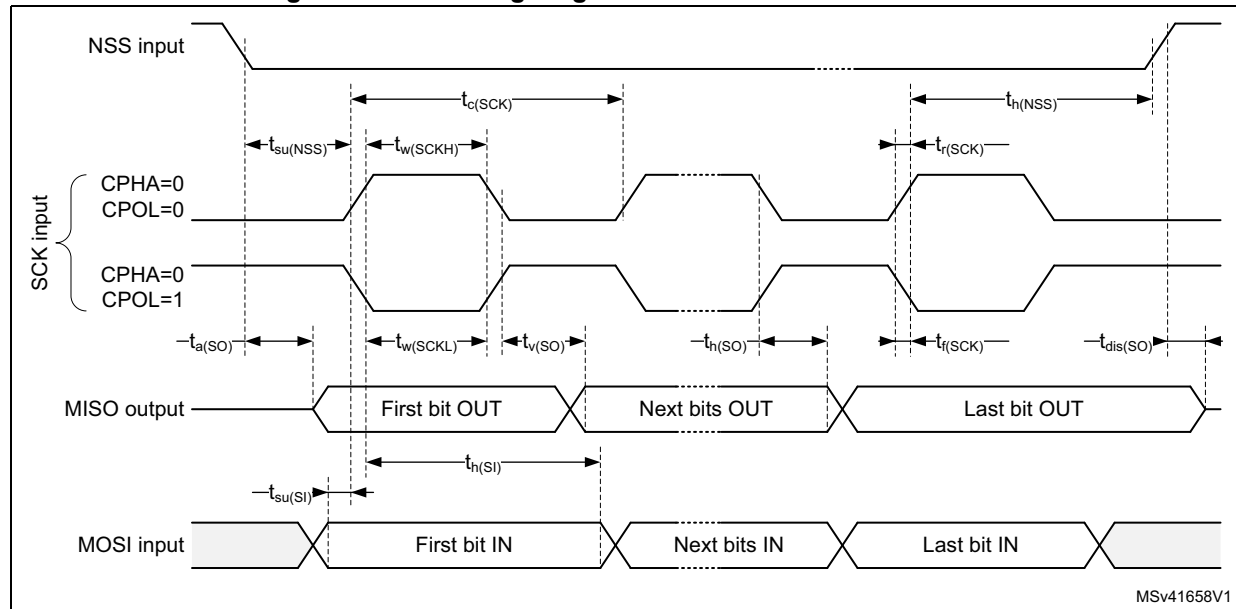 NSS input
tc(SCK)
th(NSS)
tsu(NSS)
tw(SCKH)
tr(SCK)
SCK input
CPHA=0
CPOL=0
CPHA=0
CPOL=1
ta(SO)
tw(SCKL)
tv(SO)
th(SO)
tf(SCK)
tdis(SO)
MISO output
First bit OUT
Next bits OUT
Last bit OUT
th(SI)
tsu(SI)
MOSI input
First bit IN
Next bits IN
Last bit IN
MSv41658V1